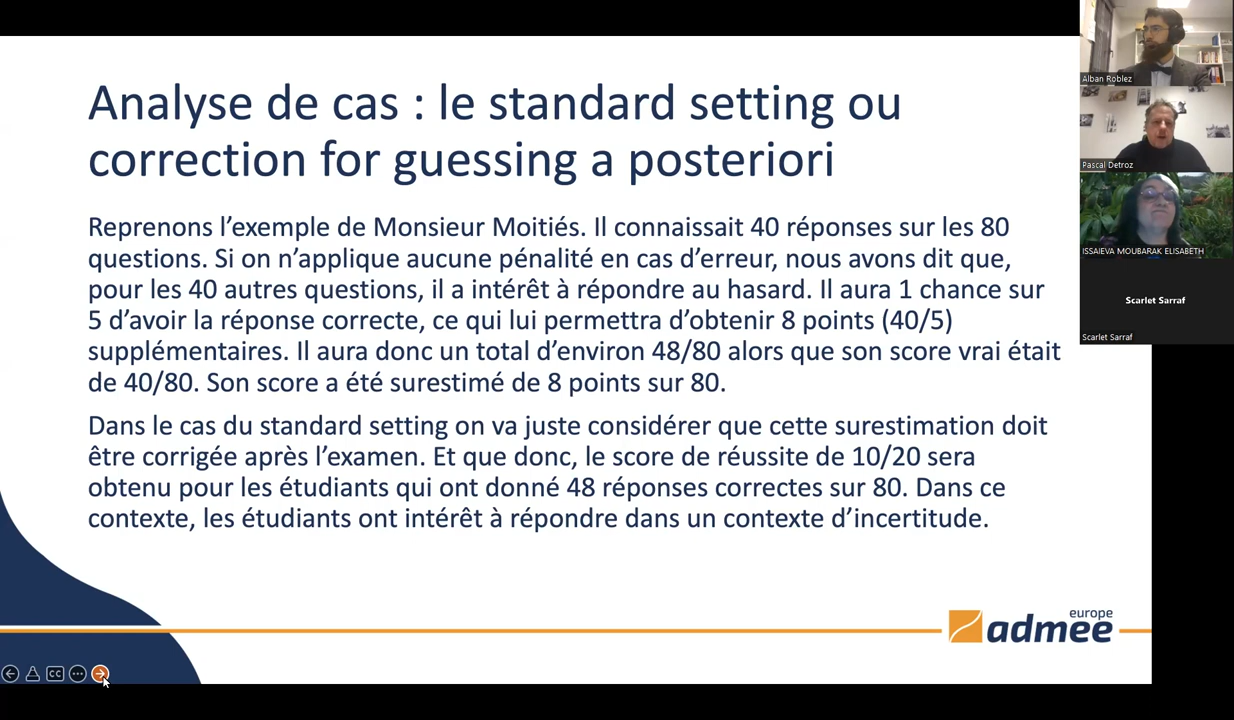 Analyse de cas : le standard setting ou
correction for guessing a posteriori
Reprenons l’exemple de Monsieur Moitiés. Il connaissait 40 réponses sur les 80
questions. Si on n’applique aucune pénalité en cas d’erreur, nous avons dit que,
pour les 40 autres questions, il a intérêt à répondre au hasard. Il aura 1 chance sur
5 d’avoir la réponse correcte, ce qui lui permettra d’obtenir 8 points (40/5)
supplémentaires. Il aura donc un total d’environ 48/80 alors que son score vrai était
de 40/80. Son score a été surestimé de 8 points sur 80.
Dans le cas du standard setting on va juste considérer que cette surestimation doit
être corrigée après l’examen. Et que donc, le score de réussite de 10/20 sera
obtenu pour les étudiants qui ont donné 48 réponses correctes sur 80. Dans ce
contexte, les étudiants ont intérêt à répondre dans un contexte d’incertitude.
europe
admee
CC
Alban Roblez
Pascal Detroz
ISSAIEVA MOUBARAK ELISABETH
Scarlet Sarraf
Scarlet Sarraf